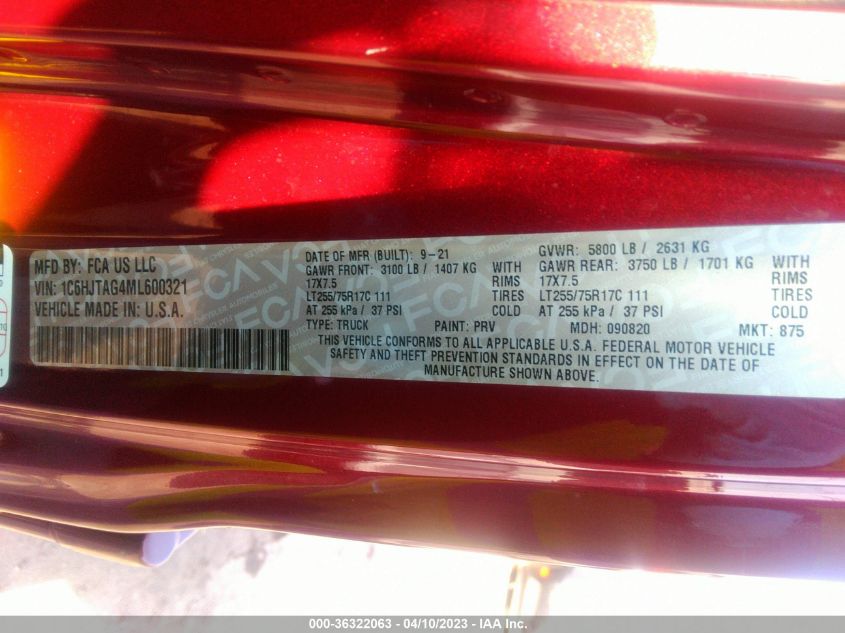 MFD BY: FCA US LLC
VIN: 1C6HJTAG4ML600321
VEHICLE MADE IN: U.S.A.
DATE OF MFR (BUILT): 9-21
GAWR FRONT: 3100 LB / 1407 KG
17X7.5
LT255/75R17C 111
AT 255 kPa / 37 PSI
TYPE: TRUCK
WITH
RIMS
TIRES
COLD
PAINT: PRV
GVWR: 5800 LB / 2631 KG
GAWR REAR: 3750 LB / 1701 KG
17X7.5
LT255/75R17C 111
AT 255 kPa / 37 PSI
MDH: 090820
WITH
RIMS
TIRES
COLD
MKT: 875
THIS VEHICLE CONFORMS TO ALL APPLICABLE U.S.A. FEDERAL MOTOR VEHICLE
SAFETY AND THEFT PREVENTION STANDARDS IN EFFECT ON THE DATE OF
MANUFACTURE SHOWN ABOVE.
000-36322063 - 04/10/2023 - IAA Inc.